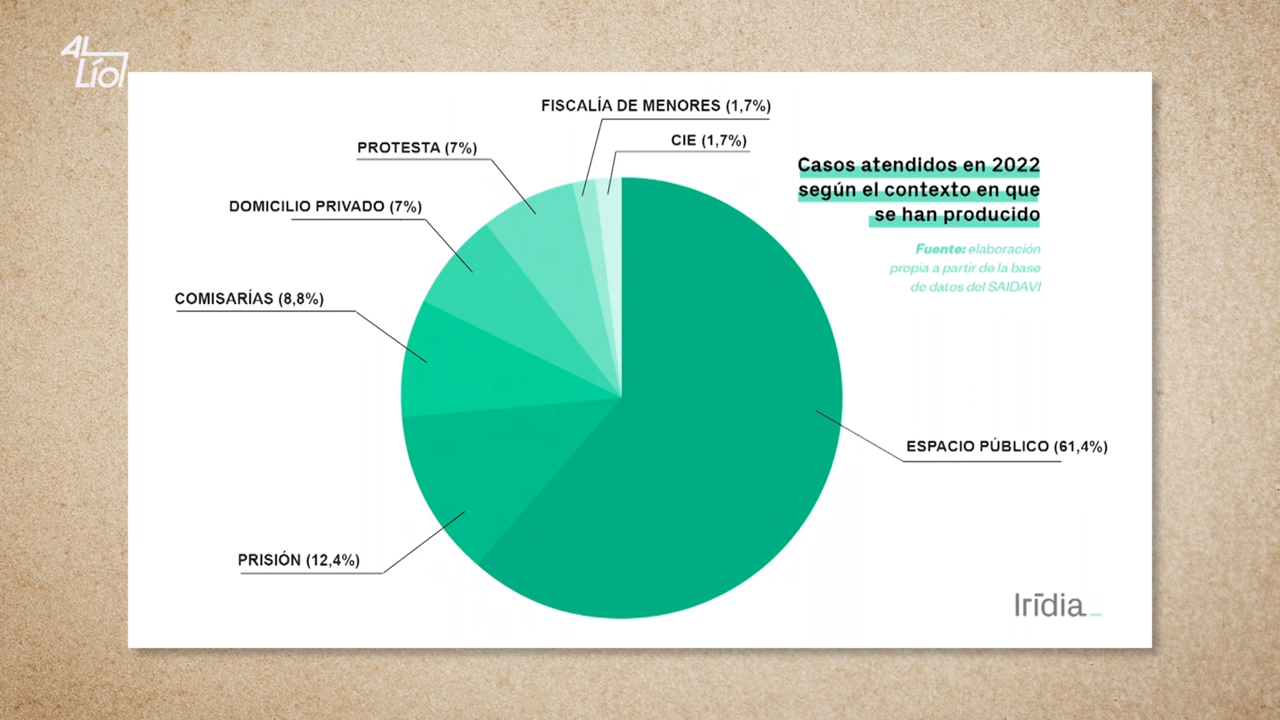 AL
LÍO!
FISCALÍA DE MENORES (1,7%)
CIE (1,7%)
PROTESTA (7%)
Casos atendidos en 2022
según el contexto en que
se han producido
DOMICILIO PRIVADO (7%)
Fuente: elaboración
propia a partir de la base
de datos del SAIDAVI
COMISARÍAS (8,8%)
ESPACIO PÚBLICO (61,4%)
PRISIÓN (12,4%)
Irídia_